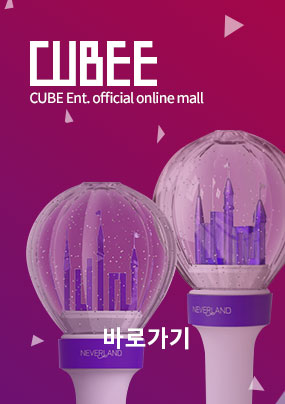 CUBEE
CUBE Ent. official online mall
NEVERLAND
바로가기
NEVERLAND